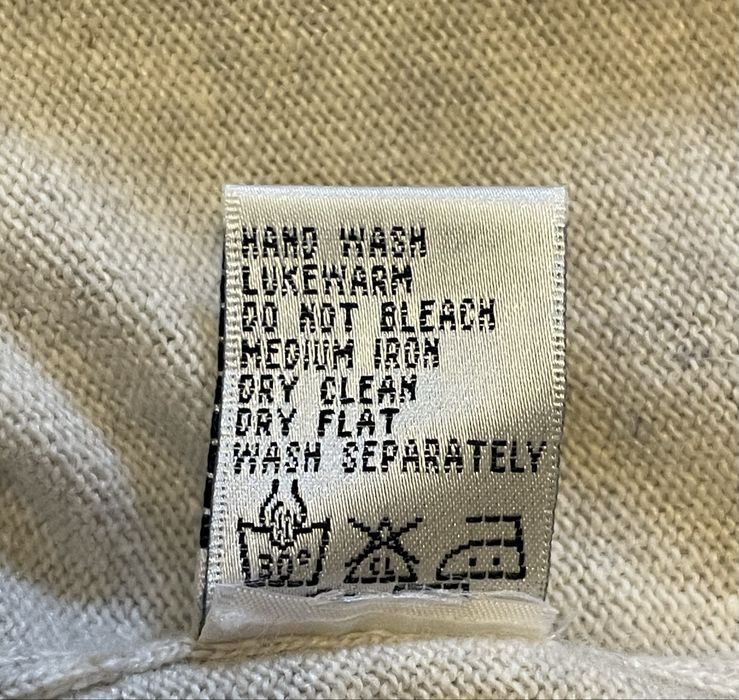 HAND WASH
LUKEWARM
DO NOT BLEACH
MEDIUM IRON
DRY CLEAN
DRY FLAT
WASH SEPARATELY
30° CL